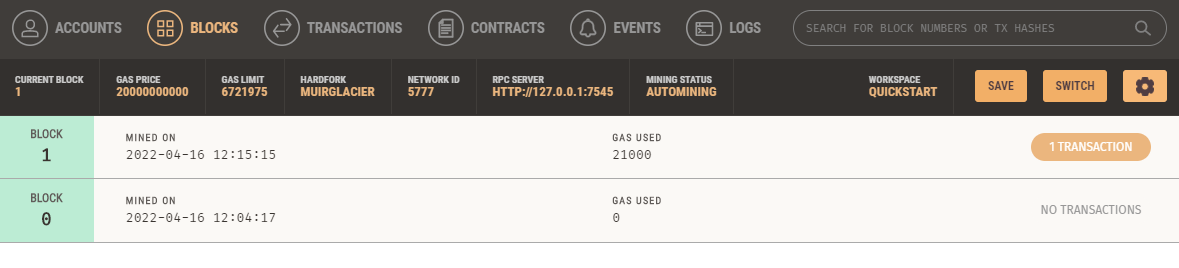 ACCOUNTS BLOCKS TRANSACTIONS CONTRACTS EVENTS LOGS SEARCH FOR BLOCK NUMBERS OR TX HASHES
CURRENT BLOCK GAS PRICE GAS LIMIT HARDFORK NETWORK ID RPC SERVER MINING STATUS WORKSPACE
1 20000000000 6721975 MUIRGLACIER 5777 HTTP://127.0.0.1:7545 AUTOMINING QUICKSTART SAVE SWITCH
BLOCK MINED ON GAS USED
1 2022-04-16 12:15:15 21000 1 TRANSACTION
BLOCK MINED ON GAS USED
0 2022-04-16 12:04:17 0 NO TRANSACTIONS